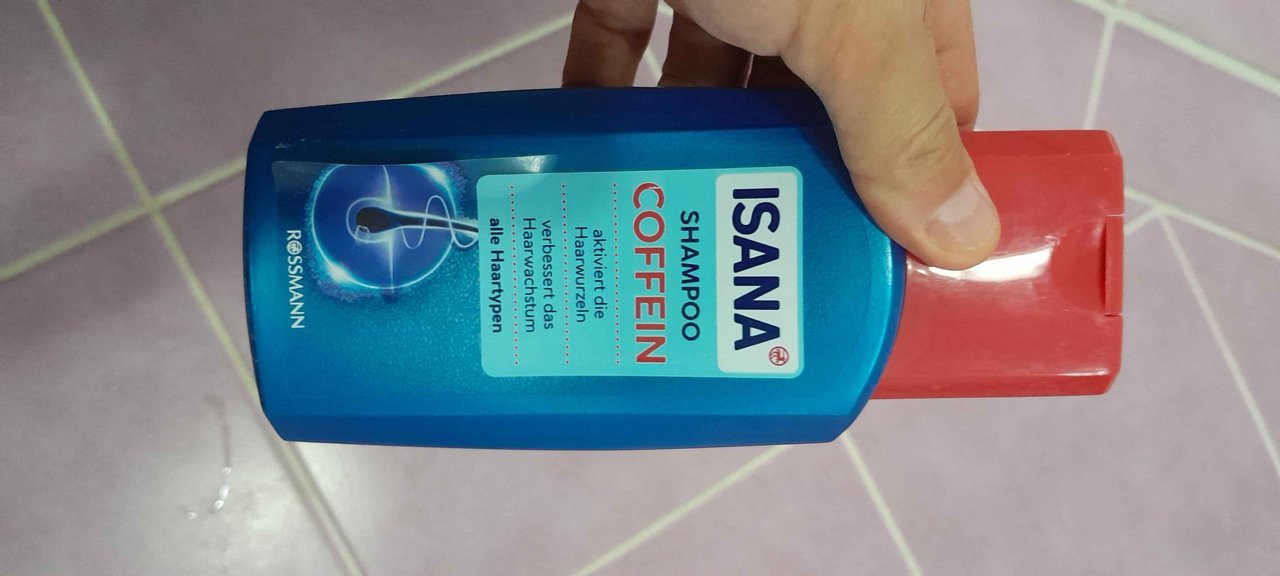 ISANA
SHAMPOO
COFFEIN
aktiviert die
Haarwurzeln
verbessert das
Haarwachstum
alle Haartypen
ROSSMANN